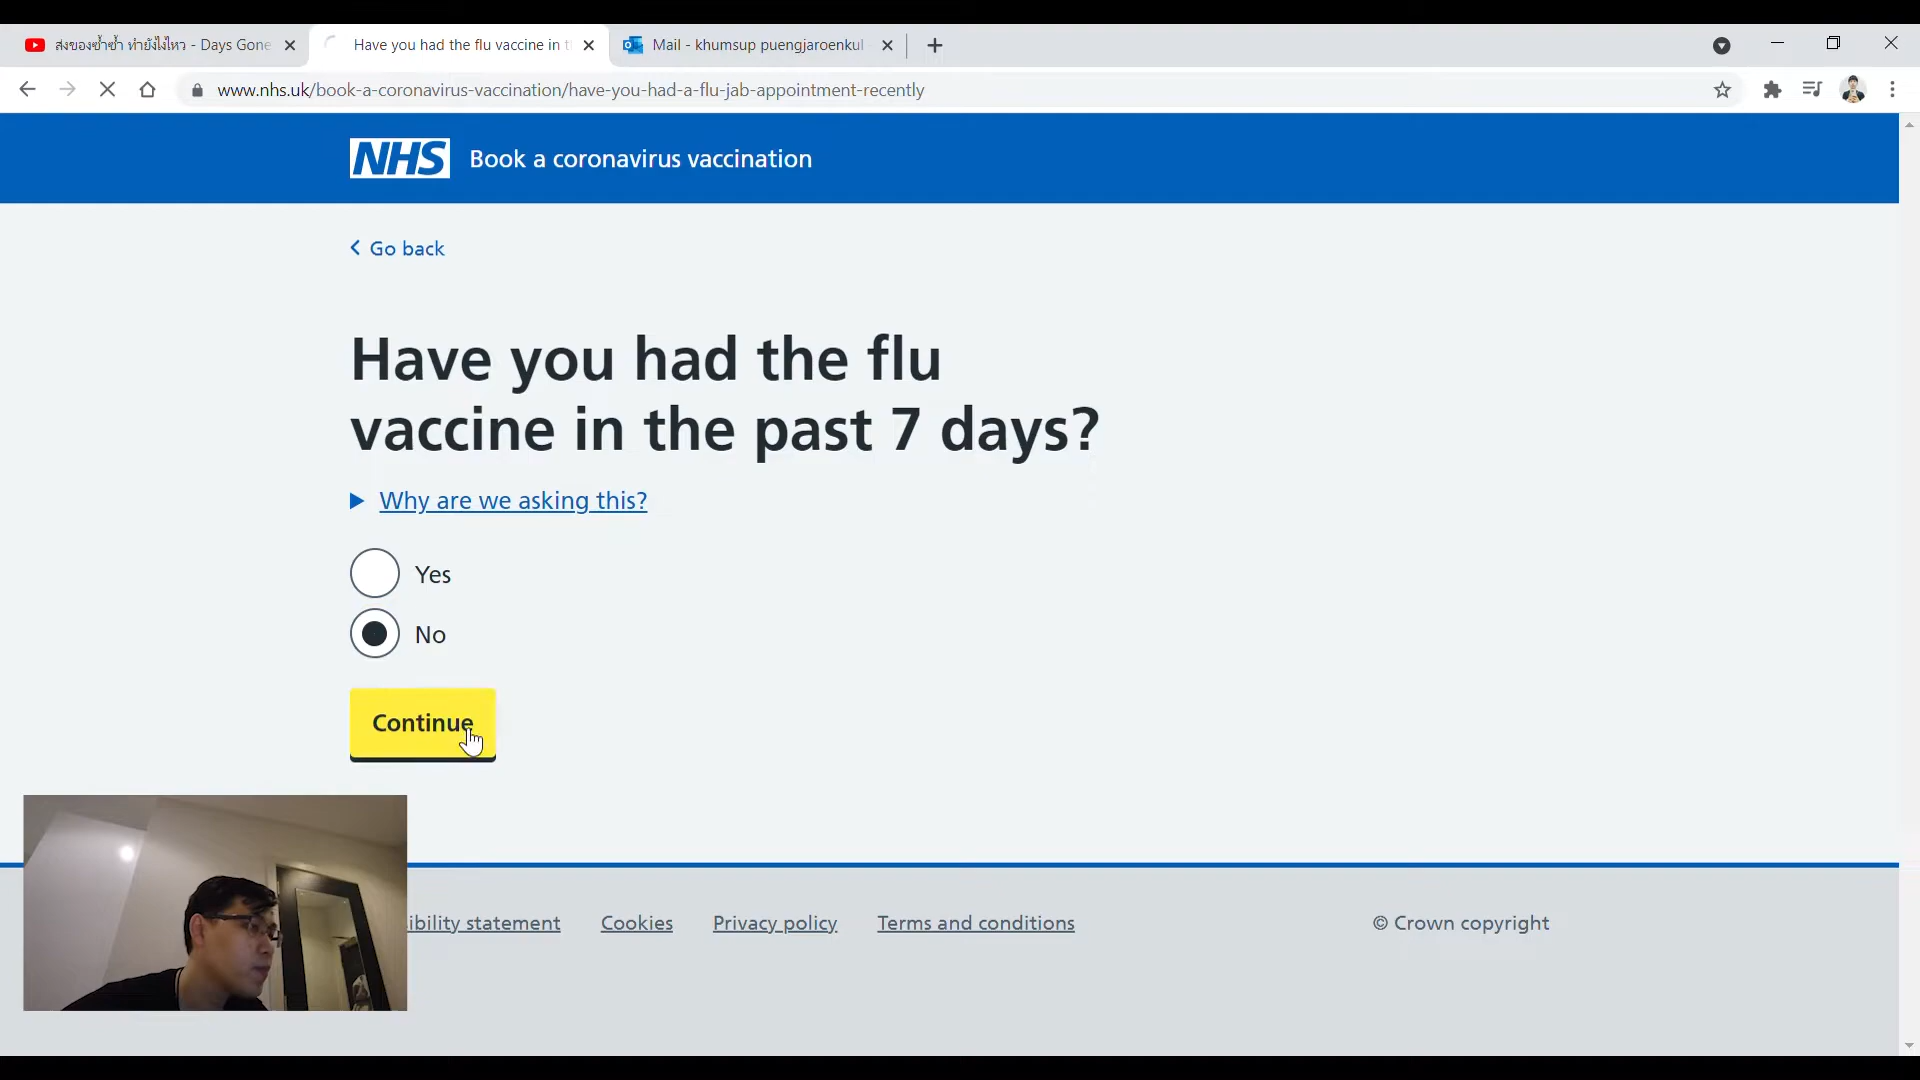 ส่งของซ้ำซ้ำ ทำยังไงไหว - Days Gone
Have you had the flu vaccine in t
Mail - khumsup puengjaroenkul
www.nhs.uk/book-a-coronavirus-vaccination/have-you-had-a-flu-jab-appointment-recently
NHS Book a coronavirus vaccination
Go back
Have you had the flu
vaccine in the past 7 days?
Why are we asking this?
Yes
No
Continue
ibility statement Cookies Privacy policy Terms and conditions © Crown copyright